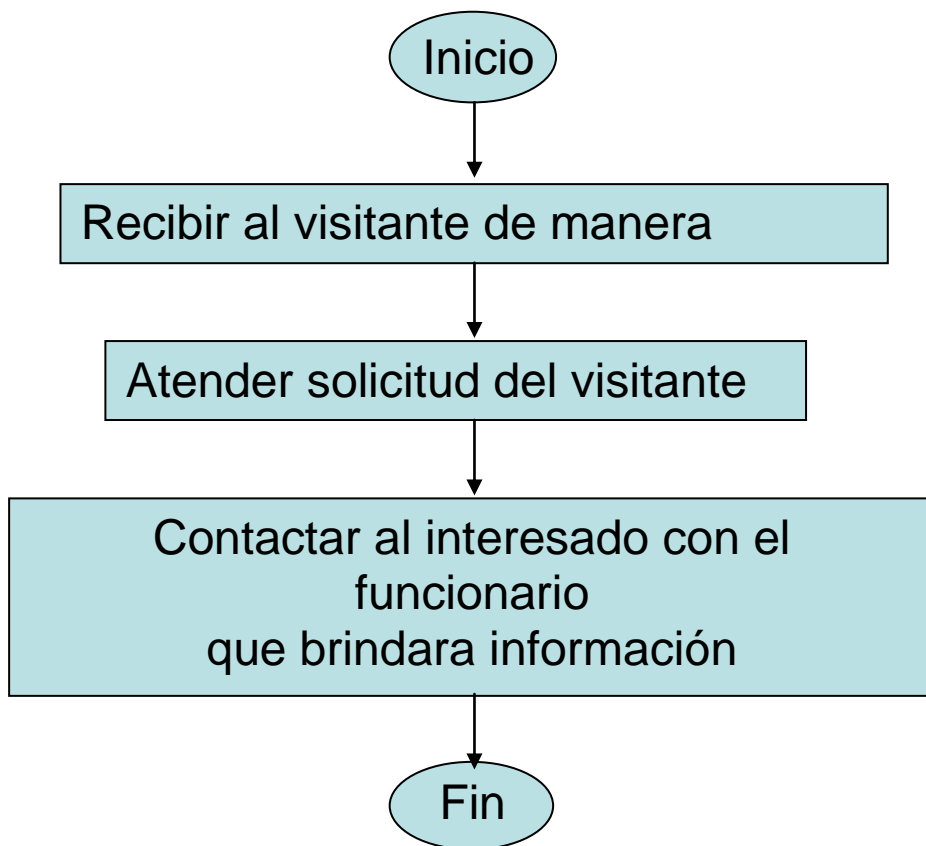 Inicio
Recibir al visitante de manera
Atender solicitud del visitante
Contactar al interesado con el
funcionario
que brindara información
Fin